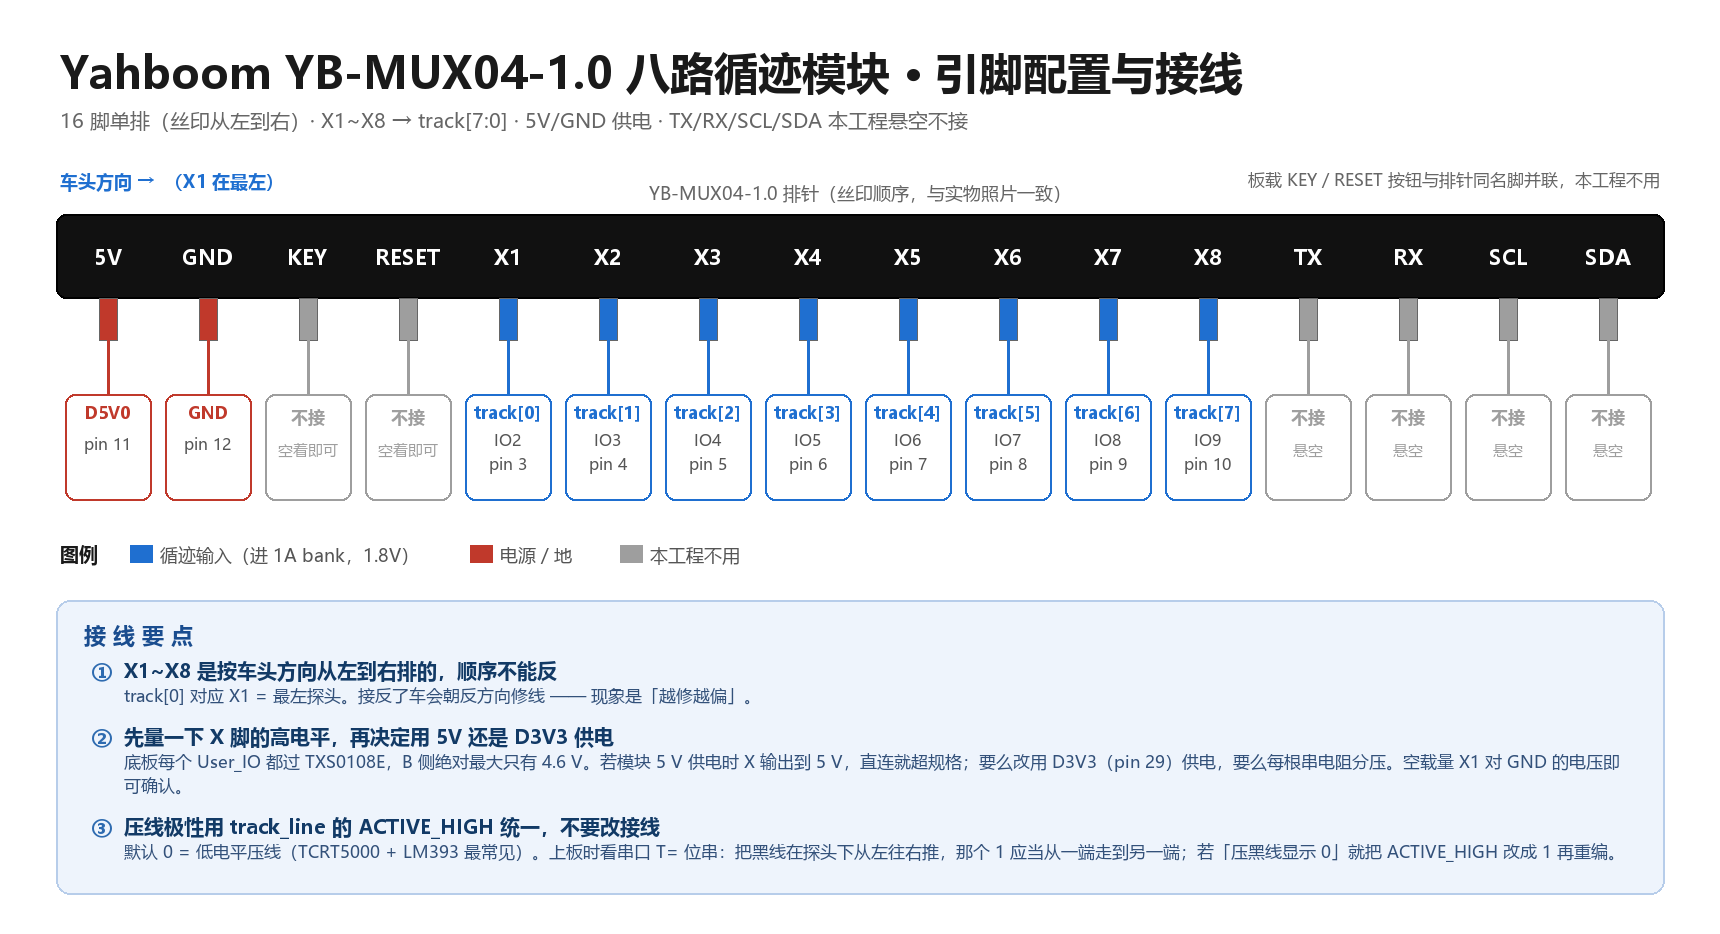 Yahboom YB-MUX04-1.0 八路循迹模块 • 引脚配置与接线
16 脚单排（丝印从左到右）· X1~X8 → track[7:0] · 5V/GND 供电 · TX/RX/SCL/SDA 本工程悬空不接
车头方向 → （X1 在最左）
YB-MUX04-1.0 排针（丝印顺序，与实物照片一致）
板载 KEY / RESET 按钮与排针同名脚并联，本工程不用
5V GND KEY RESET X1 X2 X3 X4 X5 X6 X7 X8 TX RX SCL SDA
D5V0 GND 不接 不接 track[0] track[1] track[2] track[3] track[4] track[5] track[6] track[7] 不接 不接 不接 不接
pin 11 pin 12 空着即可 空着即可 IO2 IO3 IO4 IO5 IO6 IO7 IO8 IO9 悬空 悬空 悬空 悬空
pin 3 pin 4 pin 5 pin 6 pin 7 pin 8 pin 9 pin 10
图例 循迹输入（进 1A bank，1.8V） 电源 / 地 本工程不用
接 线 要 点
① X1~X8 是按车头方向从左到右排的，顺序不能反
track[0] 对应 X1 = 最左探头。接反了车会朝反方向修线 —— 现象是「越修越偏」。
② 先量一下 X 脚的高电平，再决定用 5V 还是 D3V3 供电
底板每个 User_IO 都过 TXS0108E，B 侧绝对最大只有 4.6 V。若模块 5 V 供电时 X 输出到 5 V，直连就超规格；要么改用 D3V3（pin 29）供电，要么每根串电阻分压。空载量 X1 对 GND 的电压即
可确认。
③ 压线极性用 track_line 的 ACTIVE_HIGH 统一，不要改接线
默认 0 = 低电平压线（TCRT5000 + LM393 最常见）。上板时看串口 T= 位串：把黑线在探头下从左往右推，那个 1 应当从一端走到另一端；若「压黑线显示 0」就把 ACTIVE_HIGH 改成 1 再重编。